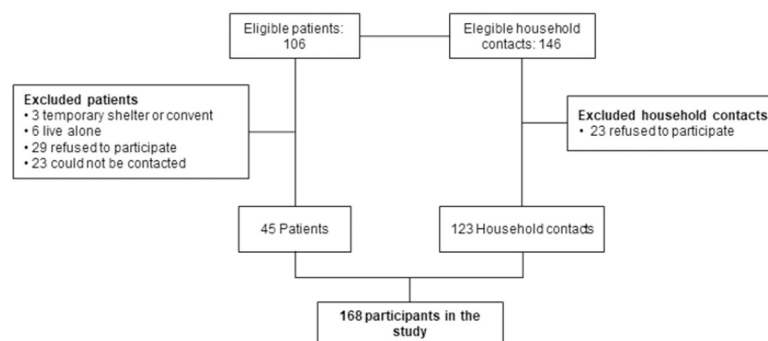 Eligible patients:
106
Elegible household
contacts: 146
Excluded patients
• 3 temporary shelter or convent
• 6 live alone
• 29 refused to participate
• 23 could not be contacted
Excluded household contacts
• 23 refused to participate
45 Patients
123 Household contacts
168 participants in the
study